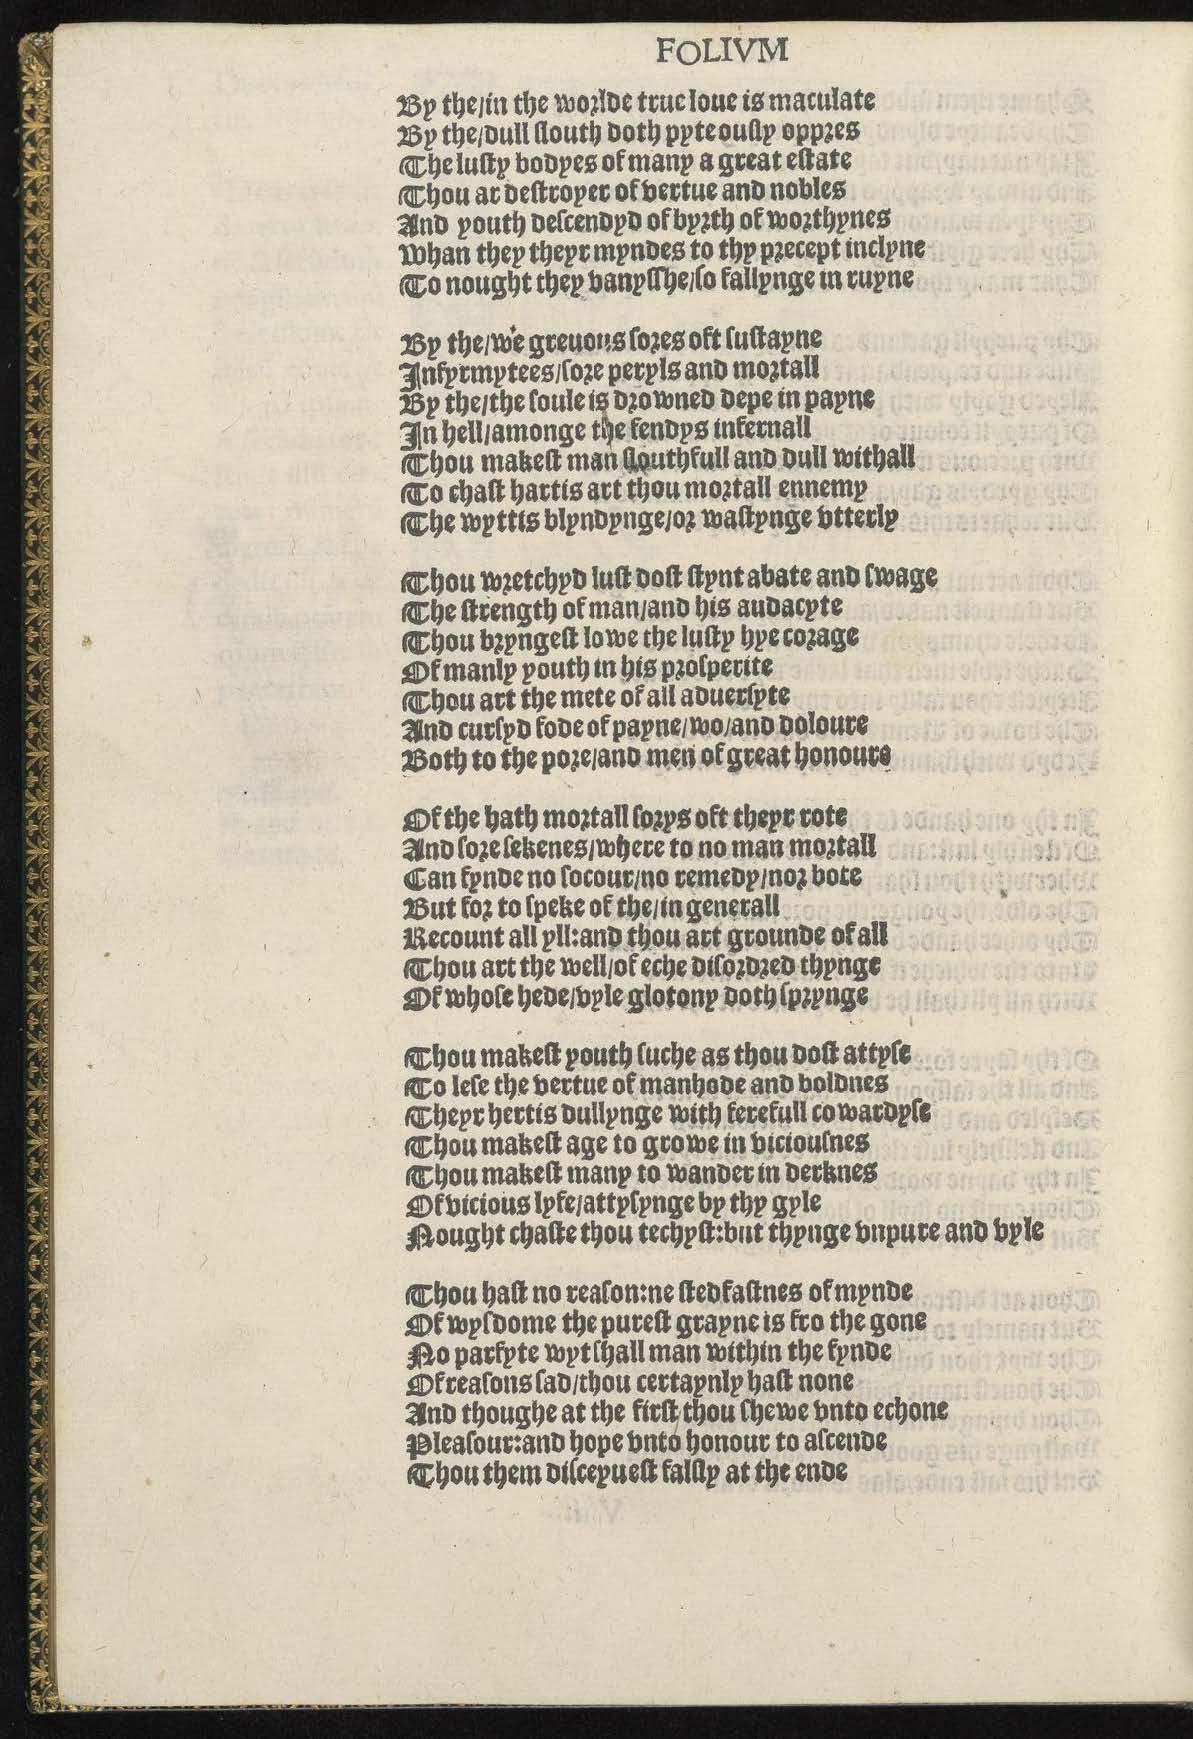 FOLIVM
By the/in the worlde true loue is maculate
By the/dull slouth doth pyteously oppres
The lusty bodyes of many a great estate
Thou ar destroyer of vertue and nobles
And youth descendyd of byrth of worthynes
Whan they theyr myndes to thy precept inclyne
To nought they vanysshe/so fallynge in ruyne
By the/we greuous sores oft sustayne
Infyrmytees/sore peryls and mortall
By the/the soule is drowned depe in payne
In hell/amonge the fendys infernall
Thou makest man slouthfull and dull withall
To chast hartis art thou mortall ennemy
The wyttis blyndynge/or wastynge vtterly
Thou wretchyd lust dost stynt abate and swage
The strength of man/and his audacyte
Thou bryngest lowe the lusty hye corage
Of manly youth in his prosperite
Thou art the mete of all aduersyte
And cursyd fode of payne/wo/and doloure
Both to the pore/and men of great honoure
Of the hath mortall sorys oft theyr rote
And sore sekenes/where to no man mortall
Can fynde no socour/no remedy/nor bote
But for to speke of the/in generall
Recount all yll:and thou art grounde of all
Thou art the well/of eche disordred thynge
Of whose hede/vyle glotony doth sprynge
Thou makest youth suche as thou dost attyse
To lese the vertue of manhode and boldnes
Theyr hertis dullynge with ferefull cowardyse
Thou makest age to growe in viciousnes
Thou makest many to wander in derknes
Of vicious lyfe/attysynge by thy gyle
Nought chaste thou techyst:but thynge vnpure and vyle
Thou hast no reason:ne stedfastnes of mynde
Of wysdome the purest grayne is fro the gone
No parfyte wyt shall man within the fynde
Of reasons sad/thou certaynly hast none
And thoughe at the first thou shewe vnto echone
Pleasour:and hope vnto honour to ascende
Thou them disceyuest falsly at the ende